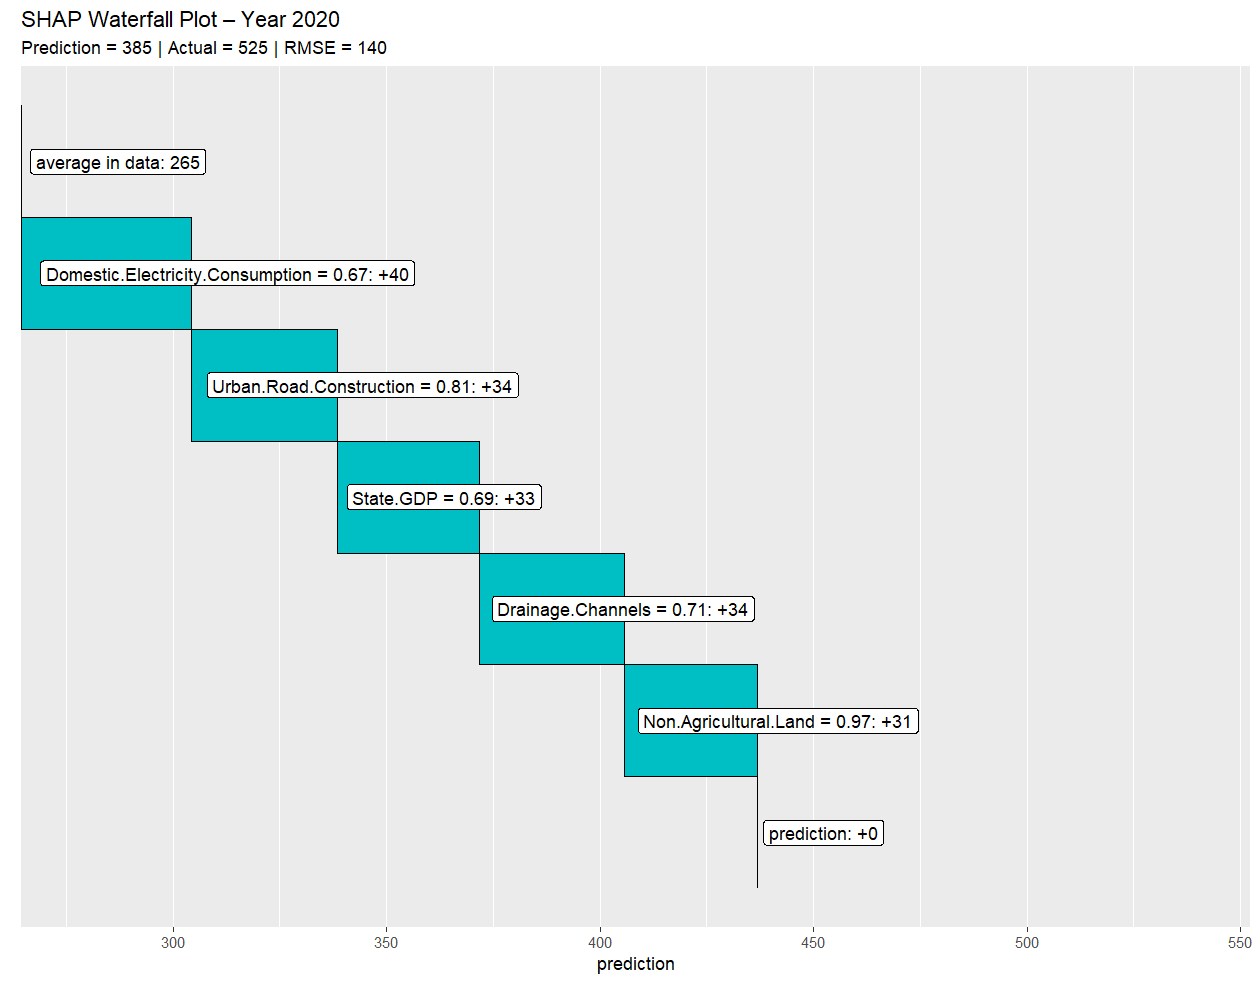 SHAP Waterfall Plot – Year 2020
Prediction = 385 | Actual = 525 | RMSE = 140
average in data: 265
Domestic.Electricity.Consumption = 0.67: +40
Urban.Road.Construction = 0.81: +34
State.GDP = 0.69: +33
Drainage.Channels = 0.71: +34
Non.Agricultural.Land = 0.97: +31
prediction: +0
300 350 400 450 500 550
prediction